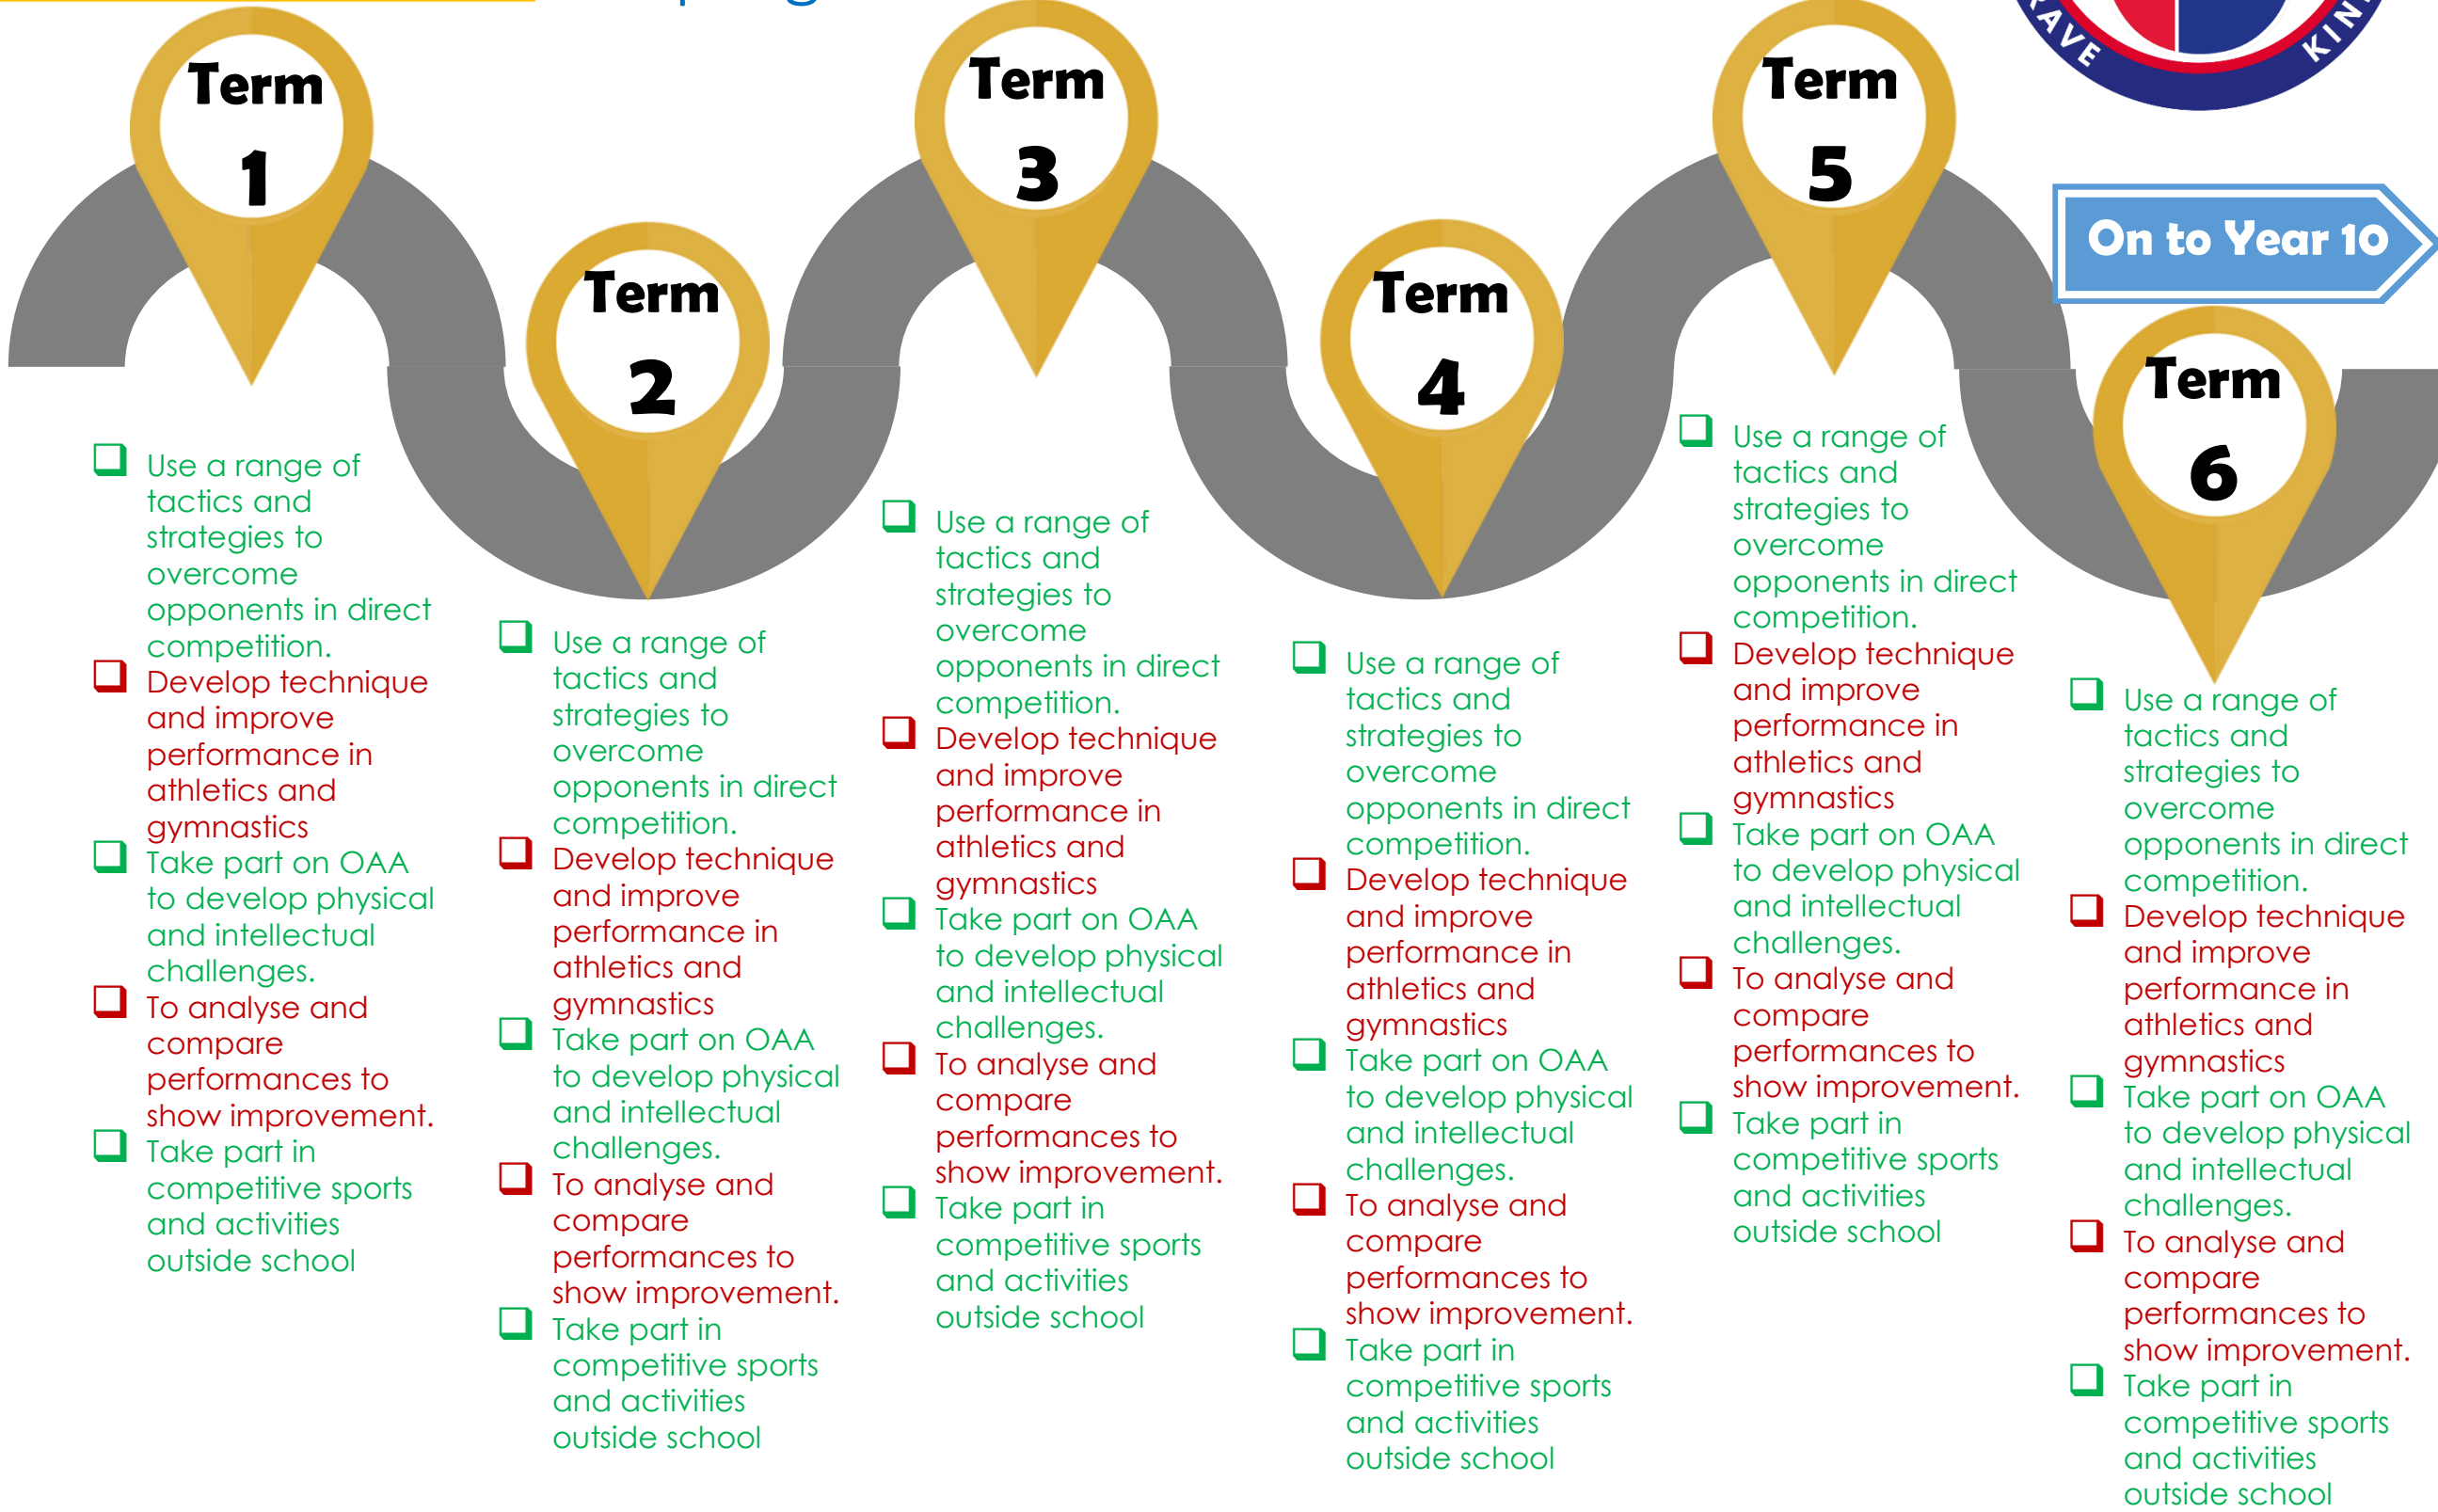 Term
1
Term
3
Term
5
On to Year 10
Term
2
Term
4
Term
6
Use a range of
tactics and
strategies to
overcome
opponents in direct
competition.
Develop technique
and improve
performance in
athletics and
gymnastics
Take part on OAA
to develop physical
and intellectual
challenges.
To analyse and
compare
performances to
show improvement.
Take part in
competitive sports
and activities
outside school
Use a range of
tactics and
strategies to
overcome
opponents in direct
competition.
Develop technique
and improve
performance in
athletics and
gymnastics
Take part on OAA
to develop physical
and intellectual
challenges.
To analyse and
compare
performances to
show improvement.
Take part in
competitive sports
and activities
outside school
Use a range of
tactics and
strategies to
overcome
opponents in direct
competition.
Develop technique
and improve
performance in
athletics and
gymnastics
Take part on OAA
to develop physical
and intellectual
challenges.
To analyse and
compare
performances to
show improvement.
Take part in
competitive sports
and activities
outside school
Use a range of
tactics and
strategies to
overcome
opponents in direct
competition.
Develop technique
and improve
performance in
athletics and
gymnastics
Take part on OAA
to develop physical
and intellectual
challenges.
To analyse and
compare
performances to
show improvement.
Take part in
competitive sports
and activities
outside school
Use a range of
tactics and
strategies to
overcome
opponents in direct
competition.
Develop technique
and improve
performance in
athletics and
gymnastics
Take part on OAA
to develop physical
and intellectual
challenges.
To analyse and
compare
performances to
show improvement.
Take part in
competitive sports
and activities
outside school
Use a range of
tactics and
strategies to
overcome
opponents in direct
competition.
Develop technique
and improve
performance in
athletics and
gymnastics
Take part on OAA
to develop physical
and intellectual
challenges.
To analyse and
compare
performances to
show improvement.
Take part in
competitive sports
and activities
outside school